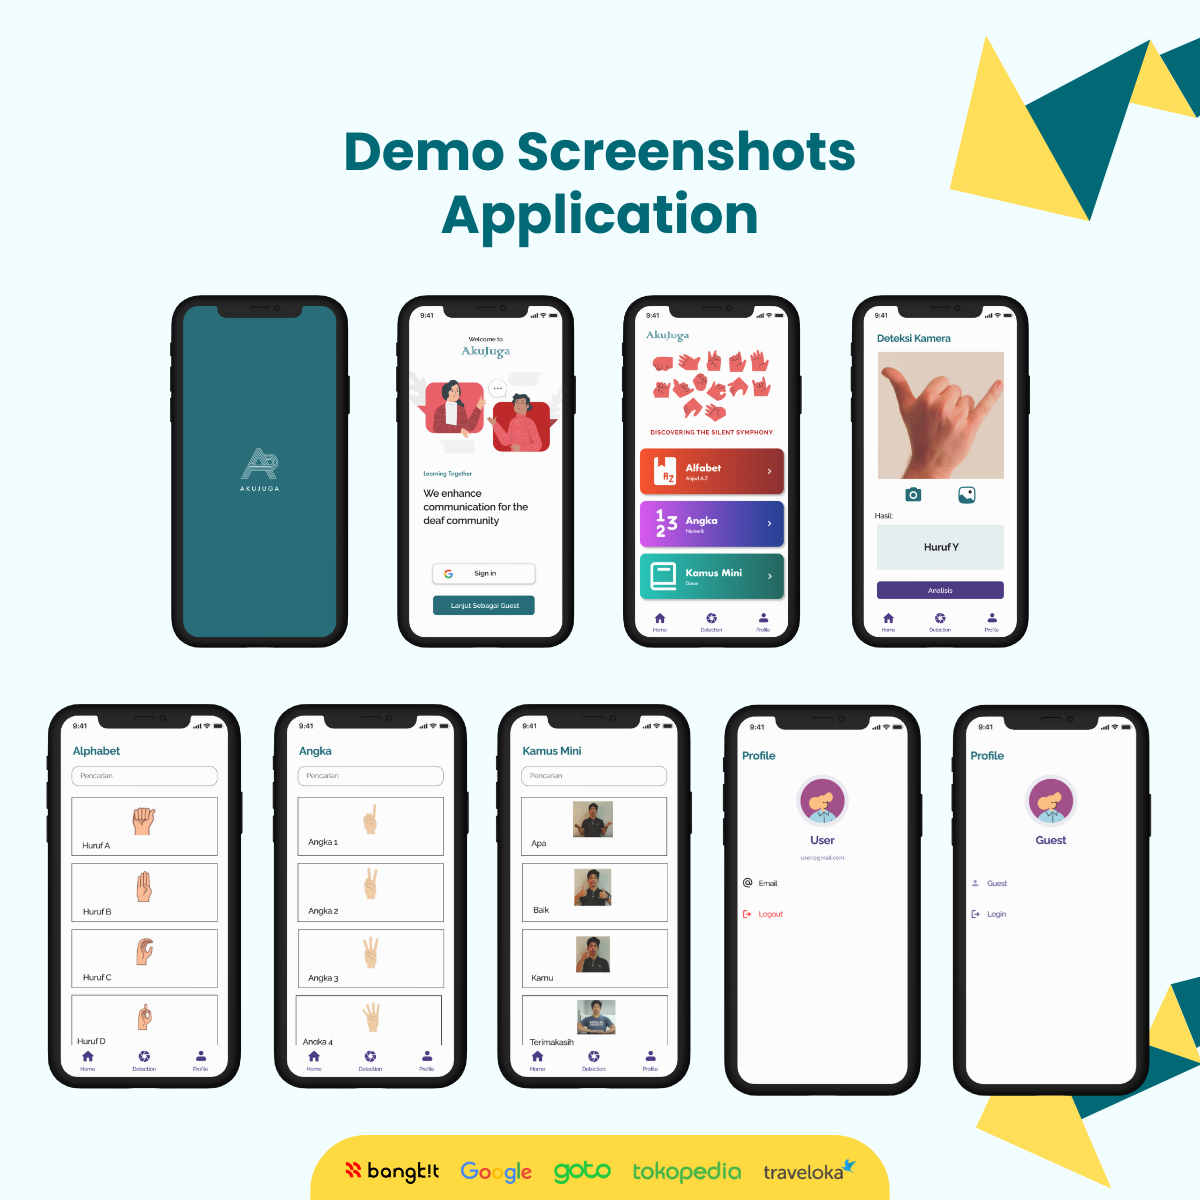 Demo Screenshots
Application
AKUJUGA
9:41
Welcome to
AkuJuga
Learning Together
We enhance
communication for the
deaf community
Sign in
Lanjut Sebagai Guest
9:41
AkuJuga
DISCOVERING THE SILENT SYMPHONY
Alfabet
Abjad A-Z
Angka
Numerik
Kamus Mini
Dasar
Home
Detection
Profile
9:41
Deteksi Kamera
Hasil:
Huruf Y
Analisis
Home
Detection
Profile
9:41
Alphabet
Pencarian
Huruf A
Huruf B
Huruf C
Huruf D
Home
Detection
Profile
9:41
Angka
Pencarian
Angka 1
Angka 2
Angka 3
Angka 4
Home
Detection
Profile
9:41
Kamus Mini
Pencarian
Apa
Baik
Kamu
Terimakasih
Home
Detection
Profile
9:41
Profile
User
user@gmail.com
Email
Logout
9:41
Profile
Guest
Guest
Login
bangk!t Google goto tokopedia traveloka